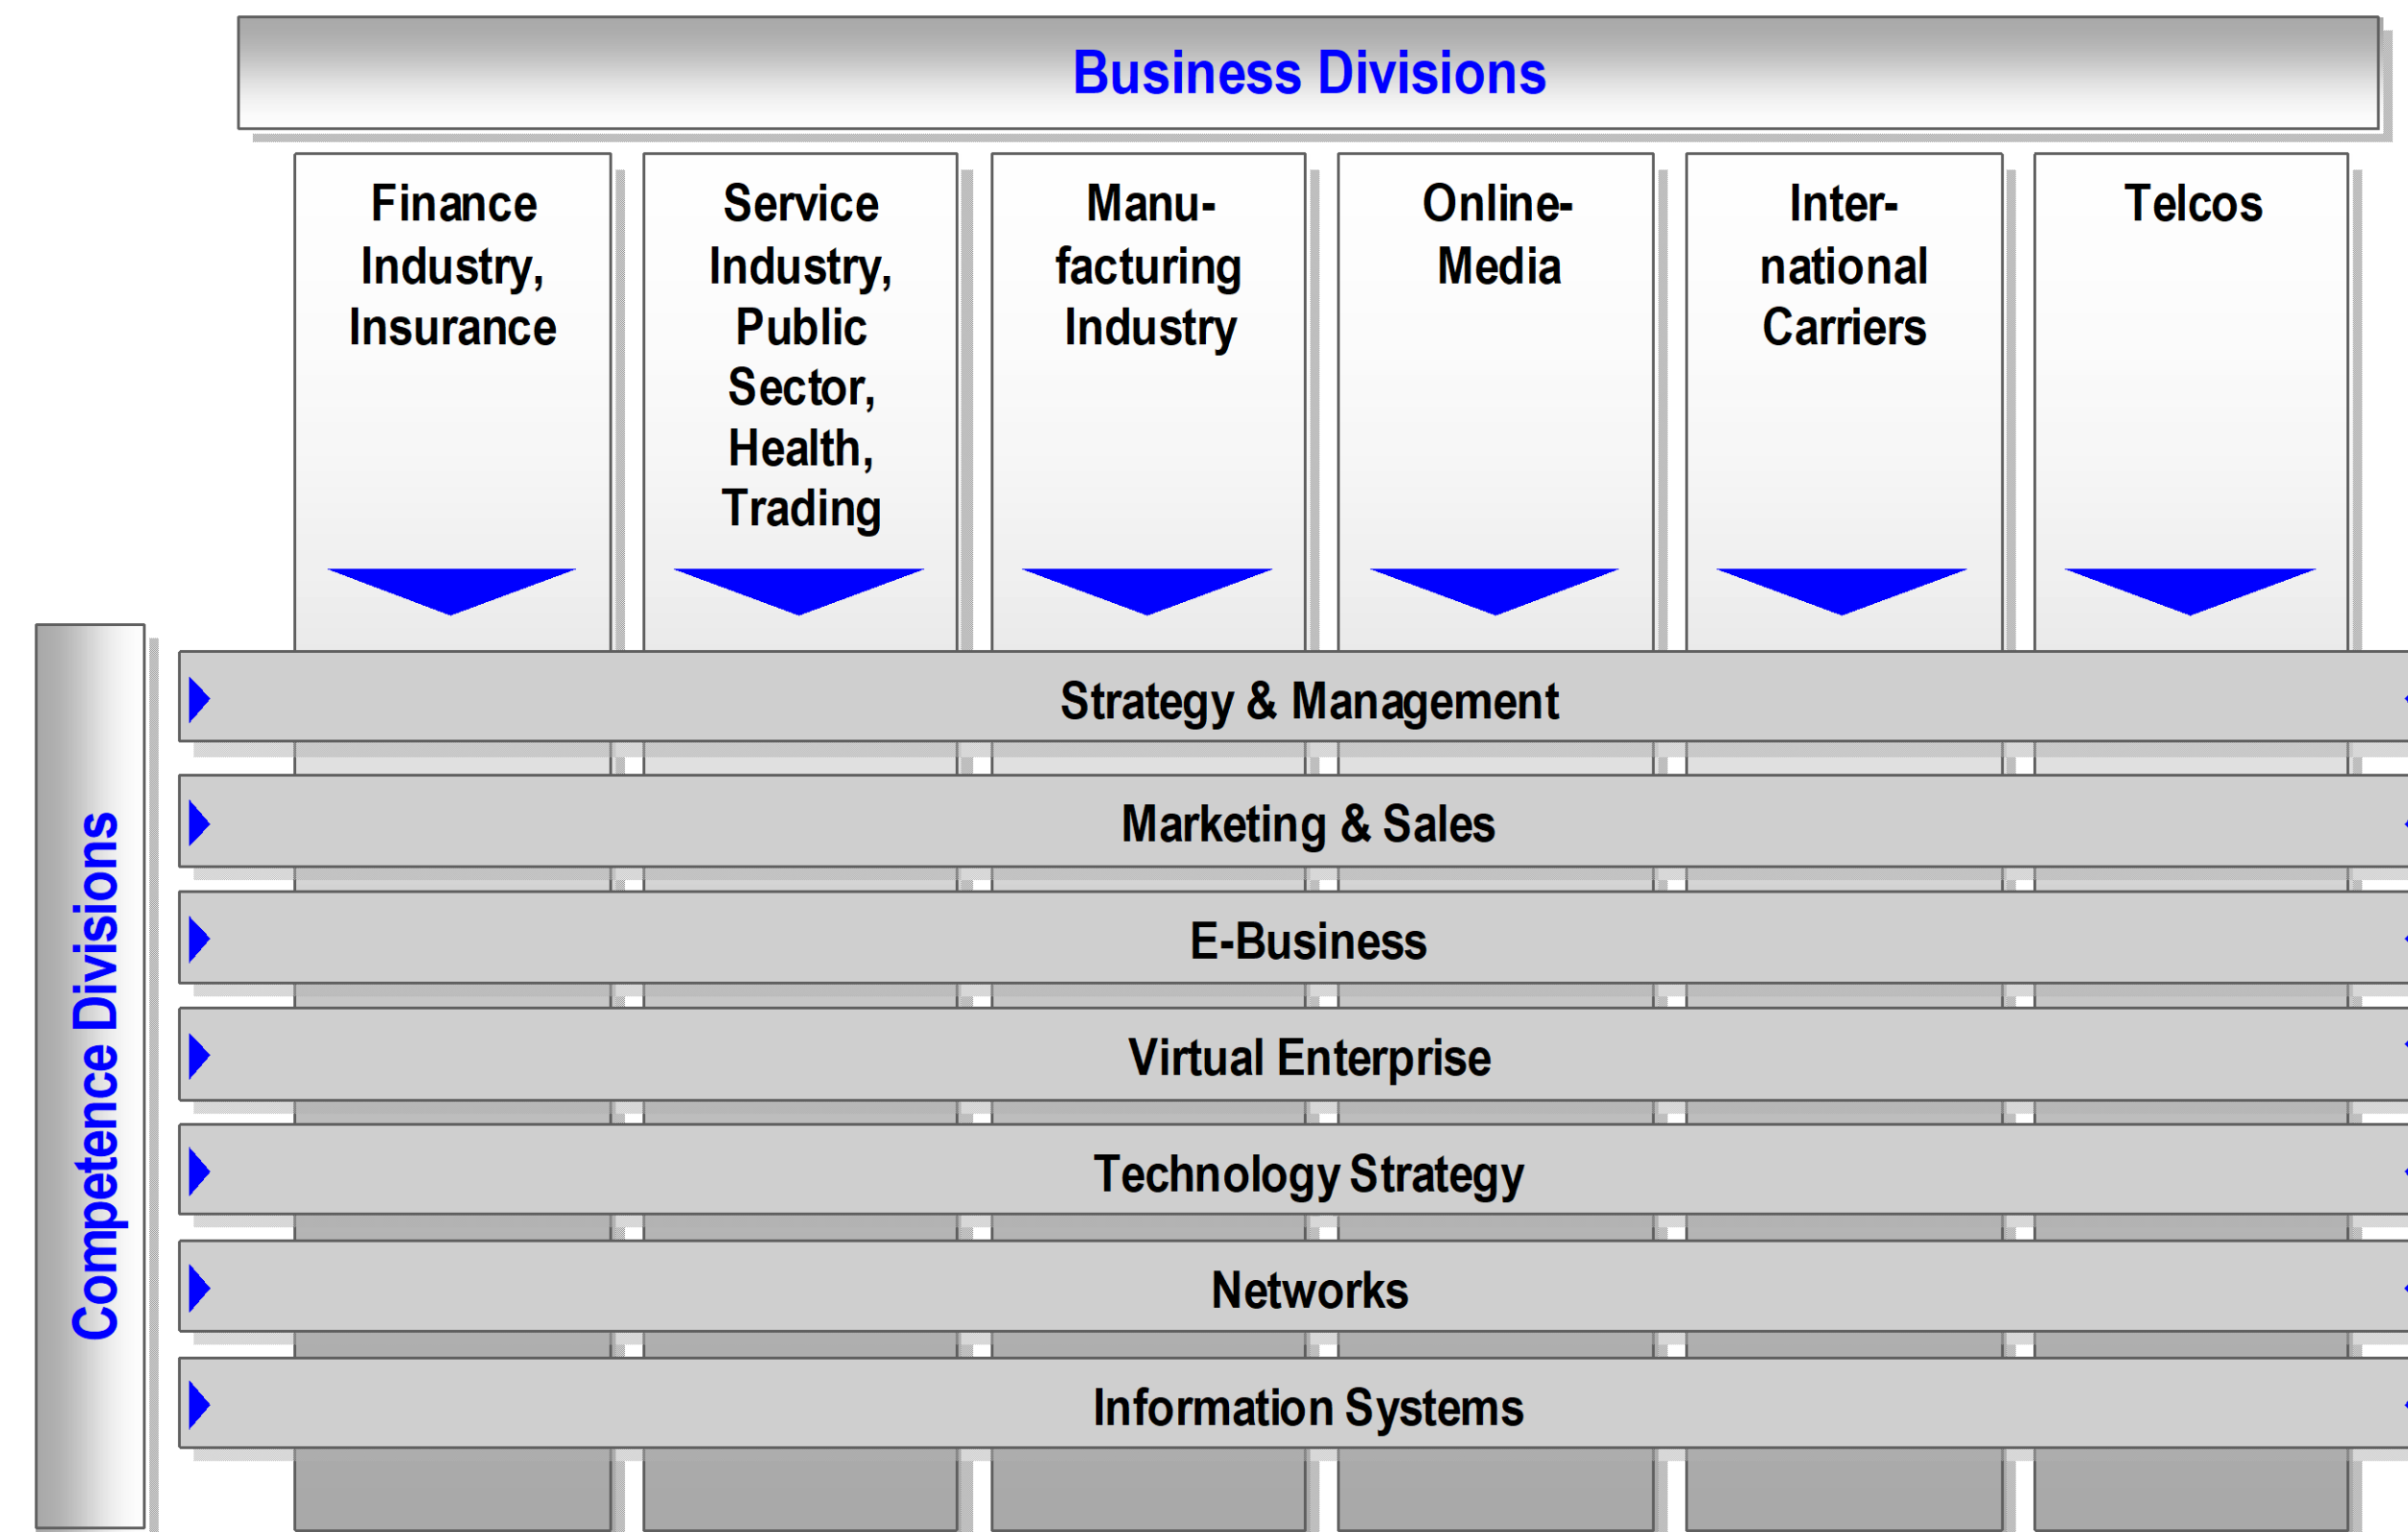 Business Divisions
Finance
Industry,
Insurance
Service
Industry,
Public
Sector,
Health,
Trading
Manu-
facturing
Industry
Online-
Media
Inter-
national
Carriers
Telcos
Competence Divisions
Strategy & Management
Marketing & Sales
E-Business
Virtual Enterprise
Technology Strategy
Networks
Information Systems